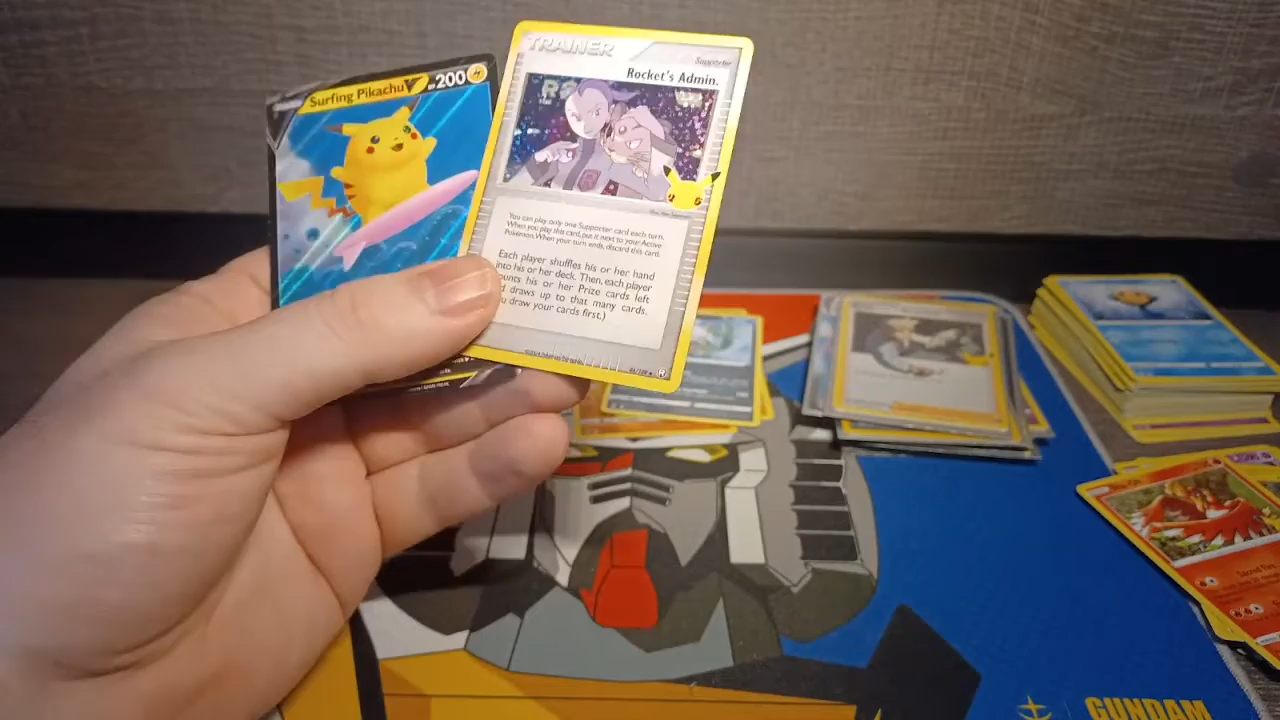 Surfing Pikachu V
200
TRAINER
Supporter
Rocket's Admin.
You can play only one Supporter card each turn.
When you play this card, put it next to your Active
Pokémon. When your turn ends, discard this card.
Each player shuffles his or her hand
into his or her deck. Then, each player
ounts his or her Prize cards left
draws up to that many cards.
u draw your cards first.)
Sacred Fire
GUNDAM